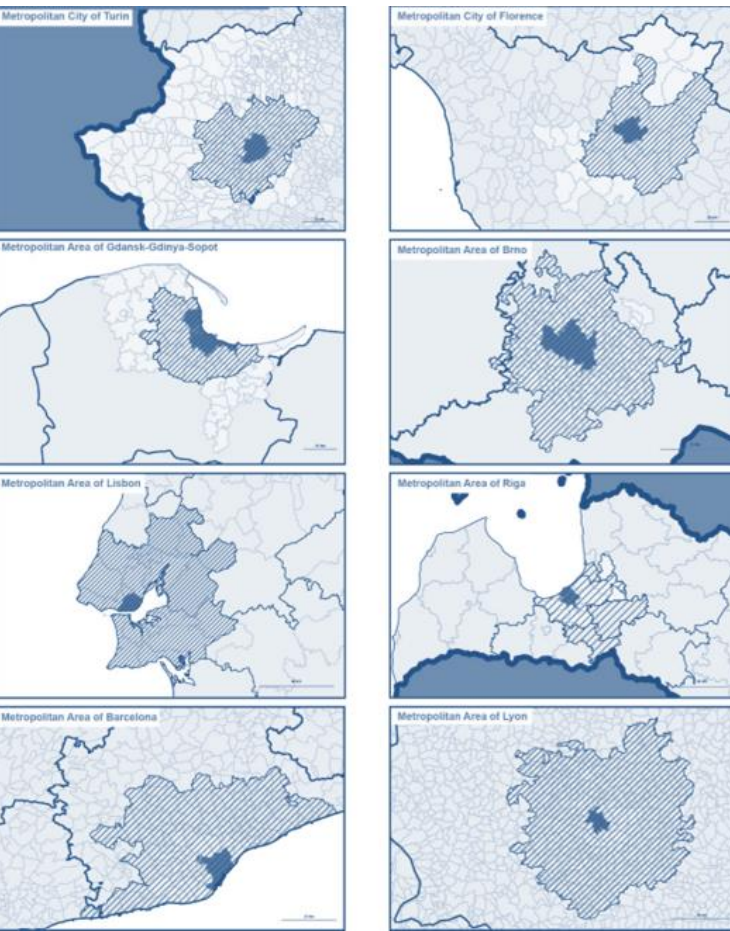 Metropolitan City of Turin
Metropolitan City of Florence
Metropolitan Area of Gdansk-Gdinya-Sopot
Metropolitan Area of Brno
Metropolitan Area of Lisbon
Metropolitan Area of Riga
Metropolitan Area of Barcelona
Metropolitan Area of Lyon